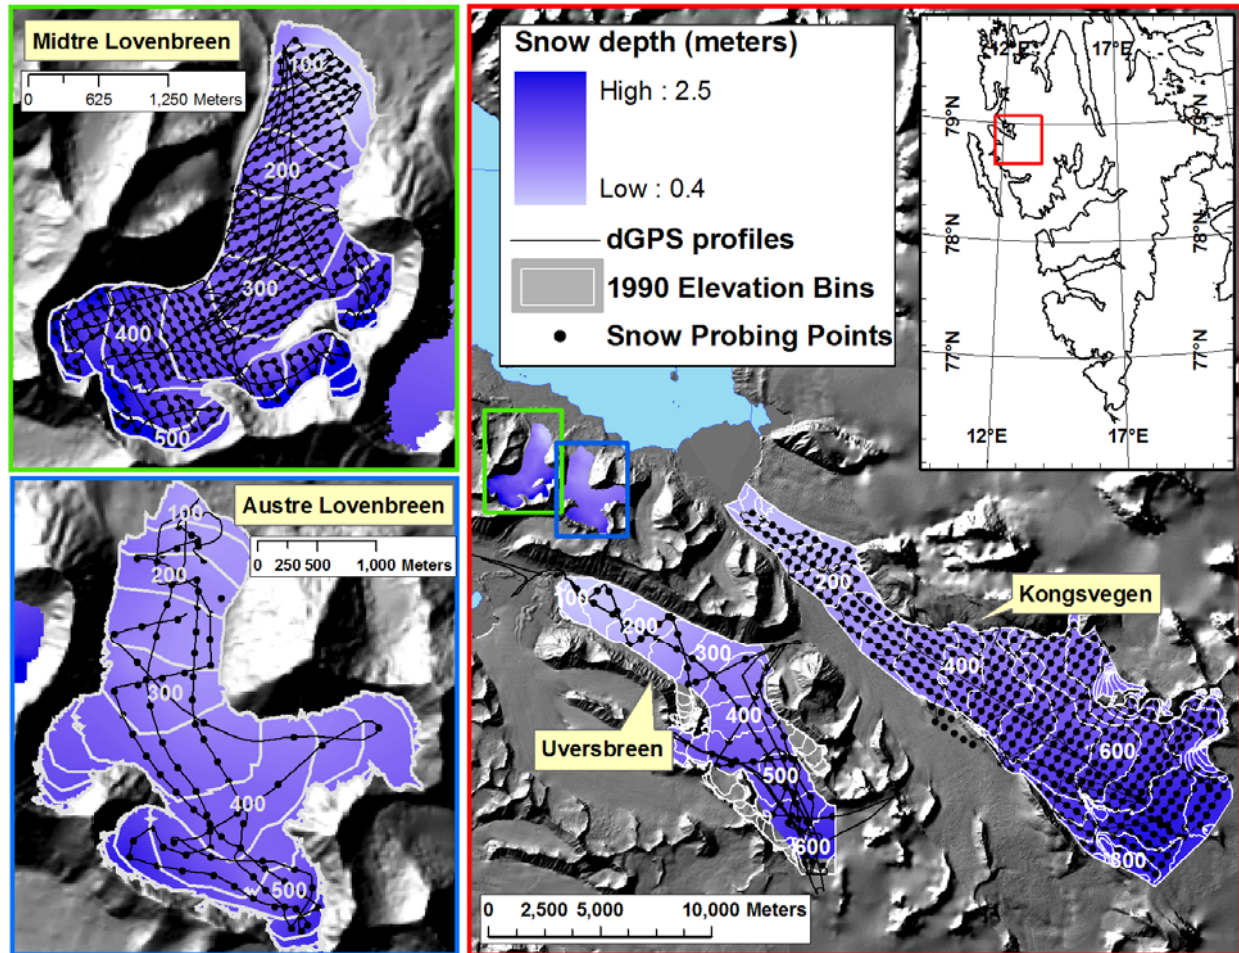 Midtre Lovenbreen
0 625 1,250 Meters
100
200
300
400
500
Austre Lovenbreen
0 250 500 1,000 Meters
100
200
300
400
500
Snow depth (meters)
High : 2.5
Low : 0.4
dGPS profiles
1990 Elevation Bins
Snow Probing Points
12°E 17°E
79°N 79°N
78°N 78°N
77°N 77°N
12°E 17°E
Kongsvegen
200
400
600
800
Uversbreen
100
200
300
400
500
600
0 2,500 5,000 10,000 Meters